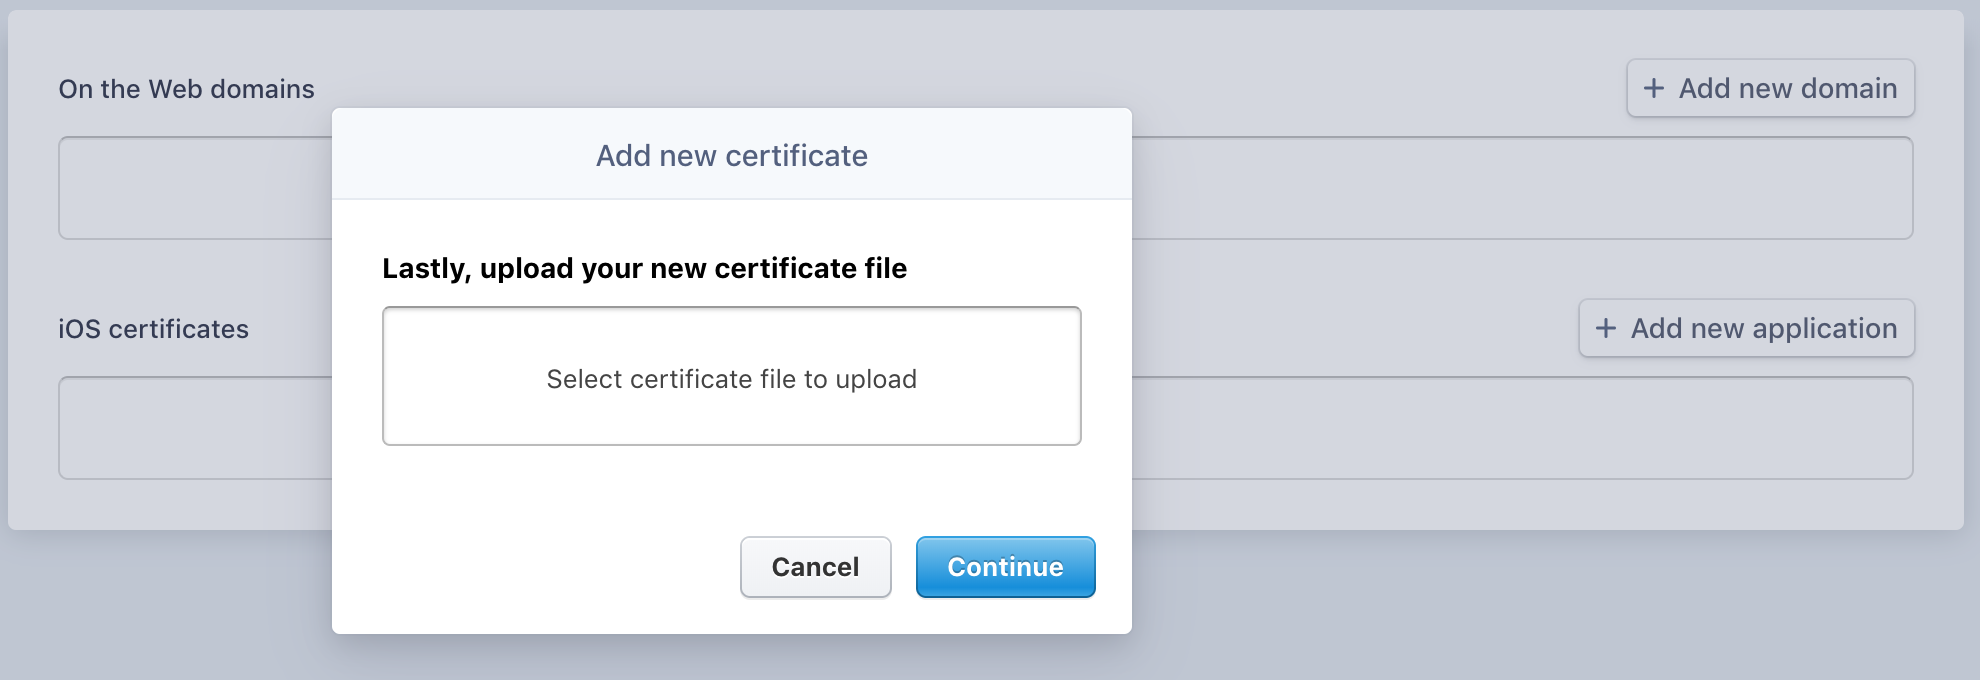 On the Web domains
+ Add new domain
Add new certificate
Lastly, upload your new certificate file
Select certificate file to upload
iOS certificates
+ Add new application
Cancel
Continue